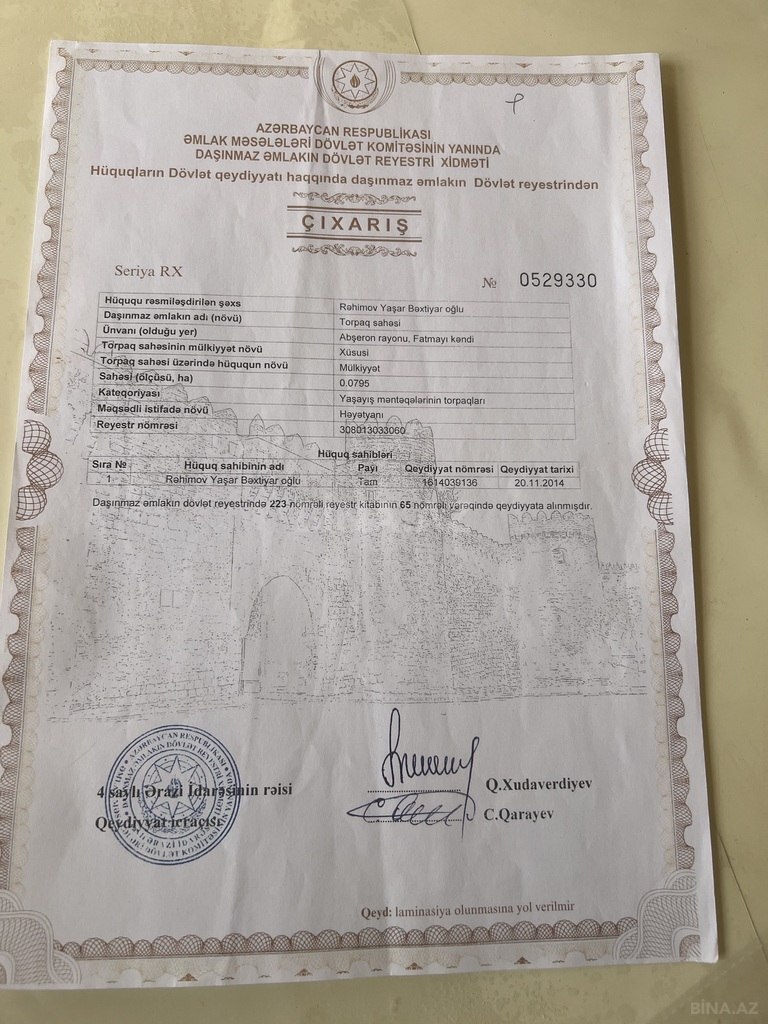 AZƏRBAYCAN RESPUBLİKASI
ƏMLAK MƏSƏLƏLƏRİ DÖVLƏT KOMİTƏSİNİN YANINDA
DAŞINMAZ ƏMLAKIN DÖVLƏT REYESTRİ XİDMƏTİ
Hüquqların Dövlət qeydiyyatı haqqında daşınmaz əmlakın Dövlət reyestrindən
ÇIXARIŞ
Seriya RX № 0529330
Hüququ rəsmiləşdirilən şəxs Rəhimov Yaşar Bəxtiyar oğlu
Daşınmaz əmlakın adı (növü) Torpaq sahəsi
Ünvanı (olduğu yer) Abşeron rayonu, Fatmayı kəndi
Torpaq sahəsinin mülkiyyət növü Xüsusi
Torpaq sahəsi üzərində hüququn növü Mülkiyyət
Sahəsi (ölçüsü, ha) 0.0795
Kateqoriyası Yaşayış məntəqələrinin torpaqları
Məqsədli istifadə növü Həyətyanı
Reyestr nömrəsi 308013033060
Hüquq sahibləri
Sıra № Hüquq sahibinin adı Payı Qeydiyyat nömrəsi Qeydiyyat tarixi
1 Rəhimov Yaşar Bəxtiyar oğlu Tam 1614039136 20.11.2014
Daşınmaz əmlakın dövlət reyestrində 223 nömrəli reyestr kitabının 65 nömrəli vərəqində qeydiyyata alınmışdır.
4 saylı Ərazi İdarəsinin rəisi Q.Xudaverdiyev
Qeydiyyat icraçısı C.Qarayev
Qeyd: laminasiya olunmasına yol verilmir
BİNA.AZ